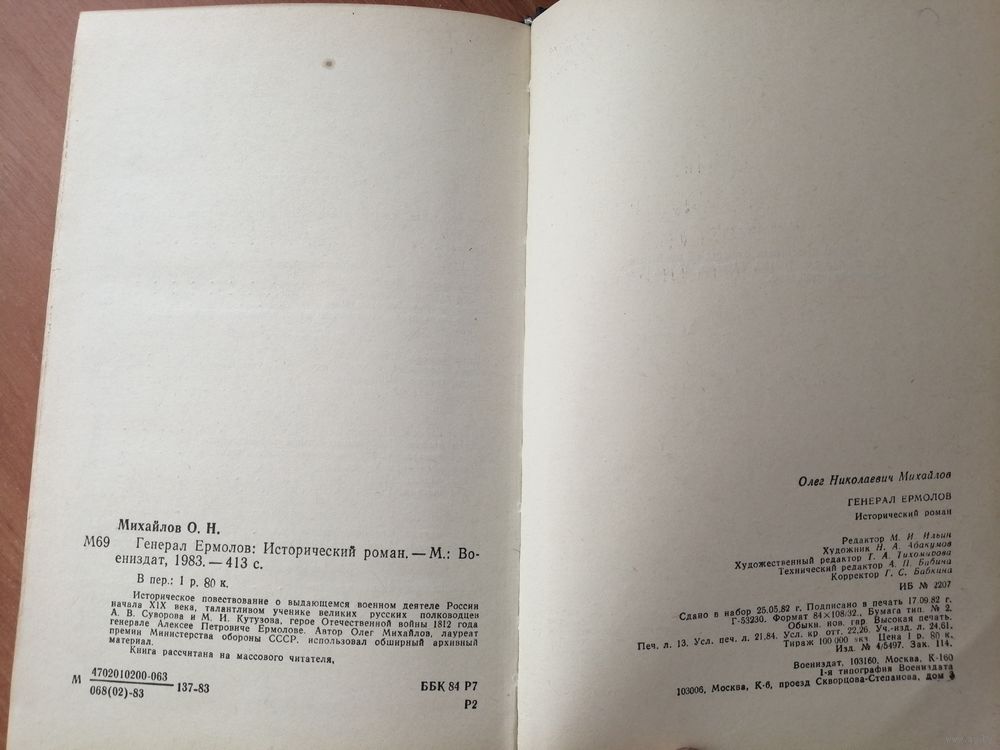 Михайлов О. Н.
М69 Генерал Ермолов: Исторический роман. — М.: Во-
ениздат, 1983. — 413 с.
В пер.: 1 р. 80 к.
Историческое повествование о выдающемся военном деятеле России
начала XIX века, талантливом ученике великих русских полководцев
А. В. Суворова и М. И. Кутузова, герое Отечественной войны 1812 года
генерале Алексее Петровиче Ермолове. Автор Олег Михайлов, лауреат
премии Министерства обороны СССР, использовал обширный архивный
материал.
Книга рассчитана на массового читателя,
М 4702010200-063
068(02)-83
137-83
ББК 84 Р7
Р2
Олег Николаевич Михайлов
ГЕНЕРАЛ ЕРМОЛОВ
Исторический роман
Редактор М. И. Ильин
Художник Н. А. Абакумов
Художественный редактор Г. А. Тихомирова
Технический редактор А. П. Бабина
Корректор Г. С. Бабкина
ИБ № 2207
Сдано в набор 25.05.82 г. Подписано в печать 17.09.82 г.
Г-53230. Формат 84×108/32. Бумага тип. № 2.
Обыкн. нов. гар. Высокая печать.
Печ. л. 13. Усл. печ. л. 21,84. Усл. кр отт. 22,26. Уч.-изд. л. 24,61.
Тираж 100 000 экз. Цена 1 р. 80 к.
Изд. № 4/5497. Зак. 114.
Воениздат, 103160, Москва, К-160
1-я типография Воениздата
103006, Москва, К-6, проезд Скворцова-Степанова, дом 3